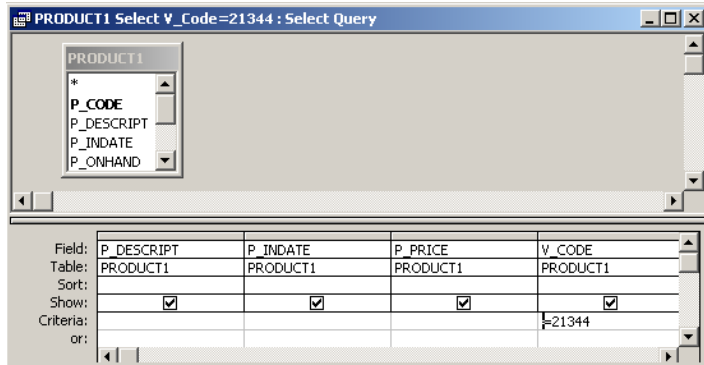 PRODUCT1 Select V_Code=21344 : Select Query
PRODUCT1
*
P_CODE
P_DESCRIPT
P_INDATE
P_ONHAND
Field: P_DESCRIPT P_INDATE P_PRICE V_CODE
Table: PRODUCT1 PRODUCT1 PRODUCT1 PRODUCT1
Sort:
Show:
Criteria: =21344
or: